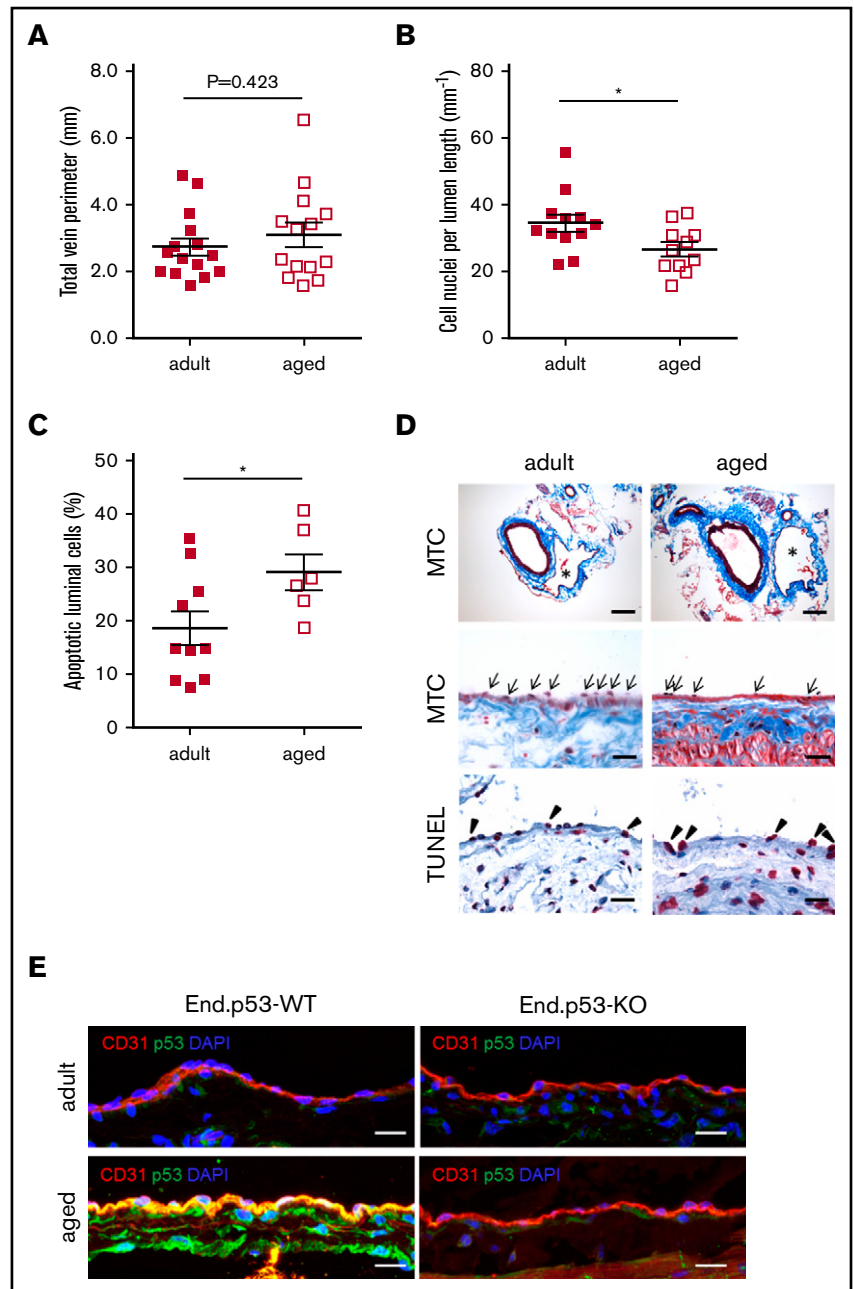 A
Total vein perimeter (mm)
8.0
6.0
4.0
2.0
0.0
P=0.423
adult aged
B
Cell nuclei per lumen length (mm⁻¹)
80
60
40
20
0
*
adult aged
C
Apoptotic luminal cells (%)
50
40
30
20
10
0
*
adult aged
D
adult aged
MTC
* *
MTC
TUNEL
E
End.p53-WT End.p53-KO
adult
CD31 p53 DAPI CD31 p53 DAPI
aged
CD31 p53 DAPI CD31 p53 DAPI